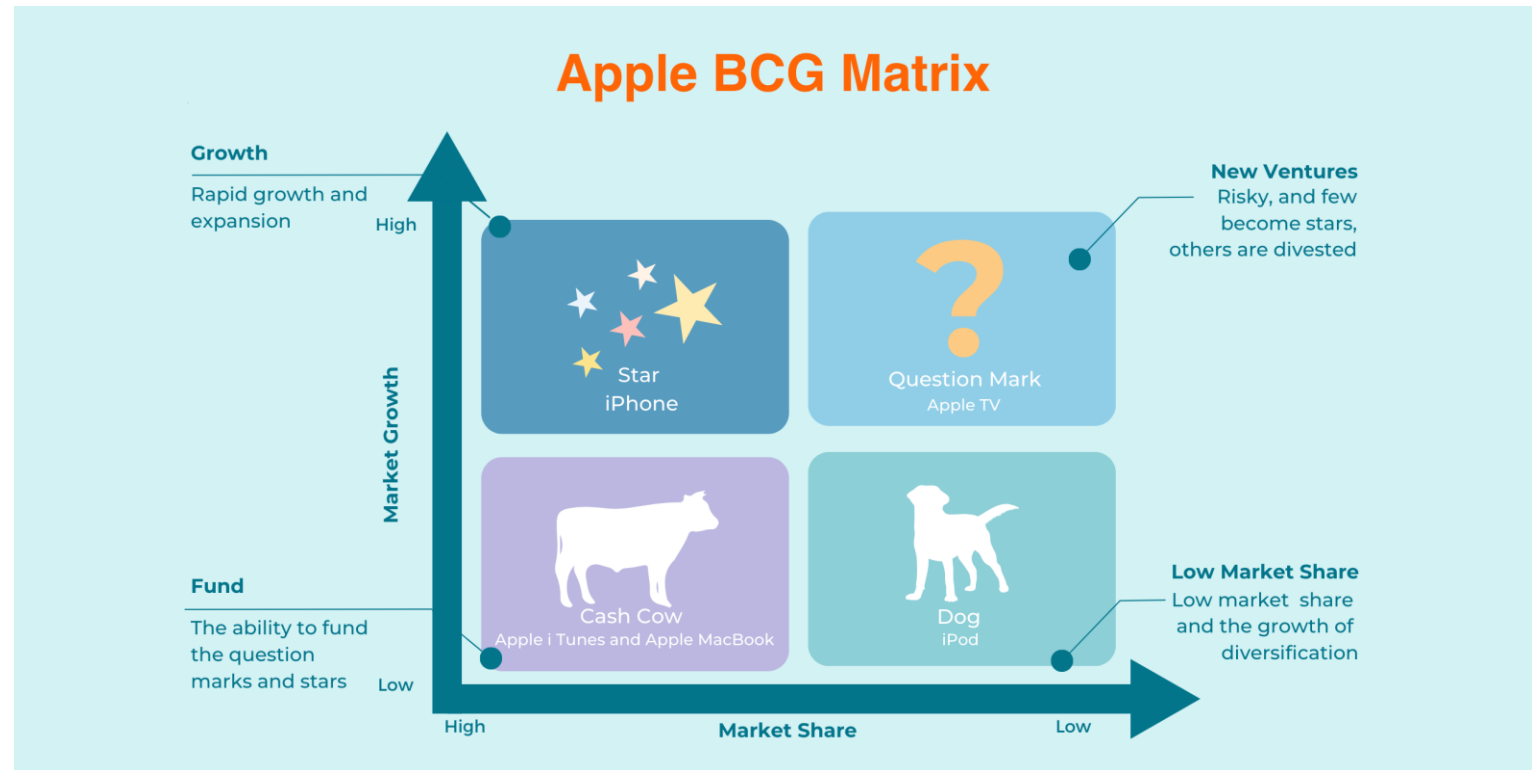 Apple BCG Matrix
Growth
Rapid growth and
expansion
High
New Ventures
Risky, and few
become stars,
others are divested
Star
iPhone
Question Mark
Apple TV
Market Growth
Fund
The ability to fund
the question
marks and stars
Low
Cash Cow
Apple i Tunes and Apple MacBook
Dog
iPod
Low Market Share
Low market share
and the growth of
diversification
High
Market Share
Low